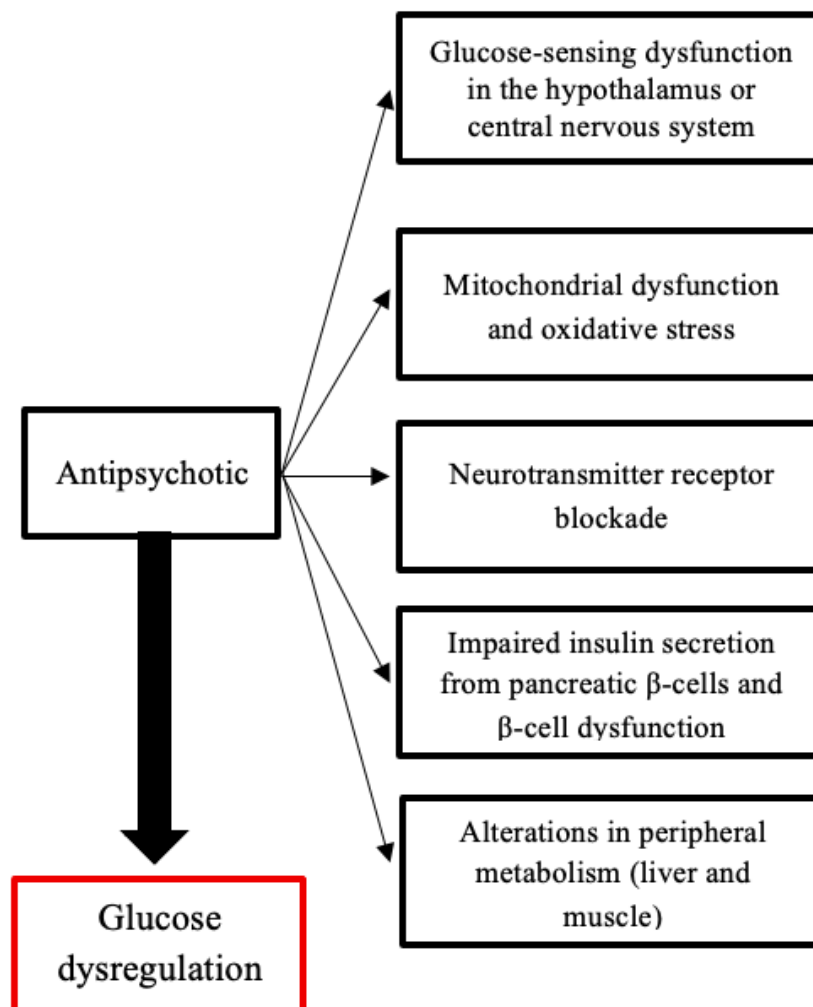 Glucose-sensing dysfunction
in the hypothalamus or
central nervous system
Mitochondrial dysfunction
and oxidative stress
Antipsychotic
Neurotransmitter receptor
blockade
Impaired insulin secretion
from pancreatic β-cells and
β-cell dysfunction
Alterations in peripheral
metabolism (liver and
muscle)
Glucose
dysregulation